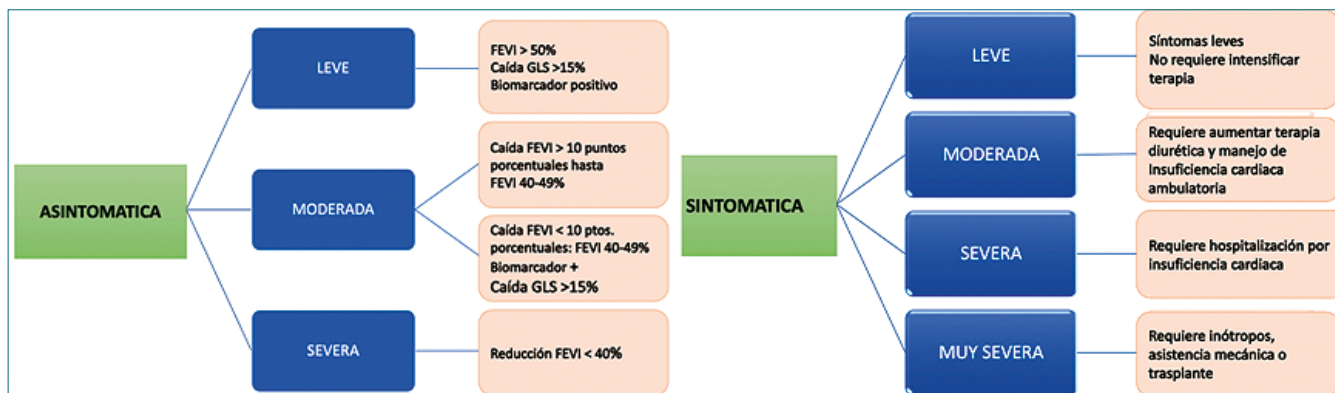 ASINTOMATICA
LEVE
FEVI > 50%
Caída GLS >15%
Biomarcador positivo
MODERADA
Caída FEVI > 10 puntos
porcentuales hasta
FEVI 40-49%
Caída FEVI < 10 ptos.
porcentuales: FEVI 40-49%
Biomarcador +
Caída GLS >15%
SEVERA
Reducción FEVI < 40%
SINTOMATICA
LEVE
Síntomas leves
No requiere intensificar
terapia
MODERADA
Requiere aumentar terapia
diurética y manejo de
Insuficiencia cardiaca
ambulatoria
SEVERA
Requiere hospitalización por
insuficiencia cardiaca
MUY SEVERA
Requiere inótropos,
asistencia mecánica o
trasplante